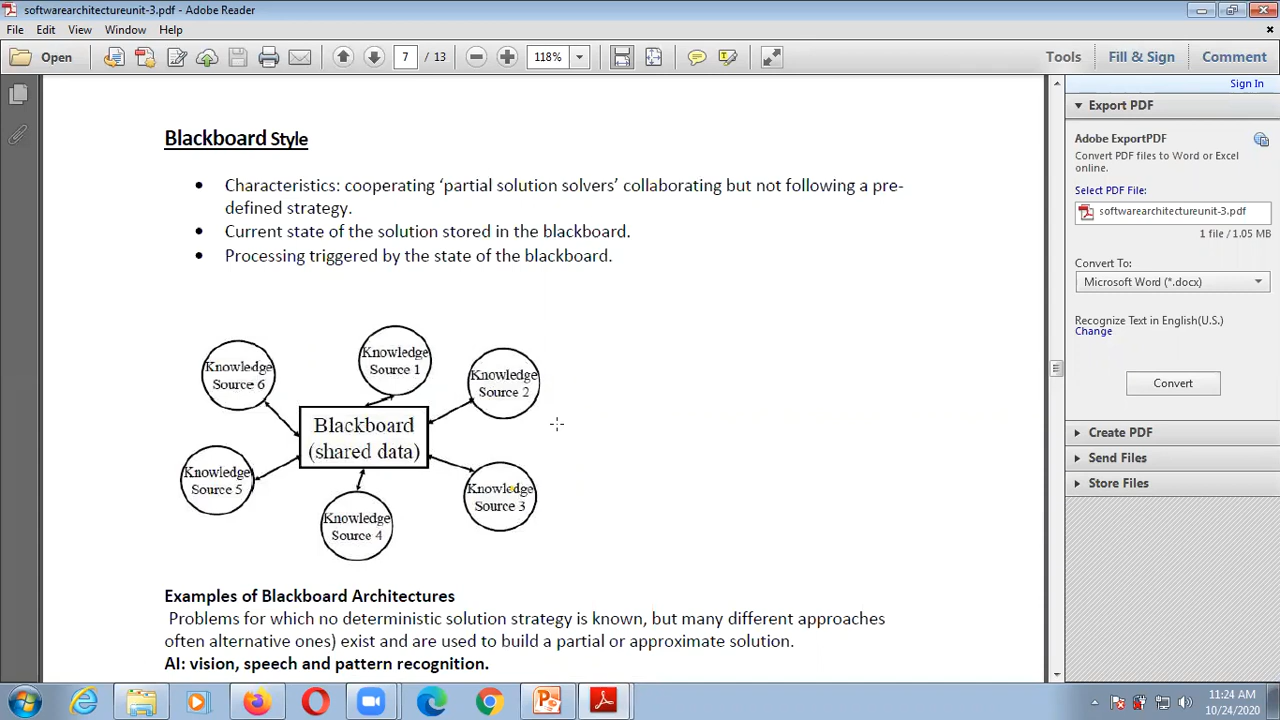 softwarearchitectureunit-3.pdf - Adobe Reader
File Edit View Window Help
Open 7 / 13 118% Tools Fill & Sign Comment
Sign In
Blackboard Style
• Characteristics: cooperating ‘partial solution solvers’ collaborating but not following a pre-
defined strategy.
• Current state of the solution stored in the blackboard.
• Processing triggered by the state of the blackboard.
Knowledge
Source 1
Knowledge
Source 6
Knowledge
Source 2
Blackboard
(shared data)
Knowledge
Source 5
Knowledge
Source 3
Knowledge
Source 4
Examples of Blackboard Architectures
Problems for which no deterministic solution strategy is known, but many different approaches
often alternative ones) exist and are used to build a partial or approximate solution.
AI: vision, speech and pattern recognition.
Export PDF
Adobe ExportPDF
Convert PDF files to Word or Excel
online.
Select PDF File:
softwarearchitectureunit-3.pdf
1 file / 1.05 MB
Convert To:
Microsoft Word (*.docx)
Recognize Text in English(U.S.)
Change
Convert
Create PDF
Send Files
Store Files
11:24 AM
10/24/2020